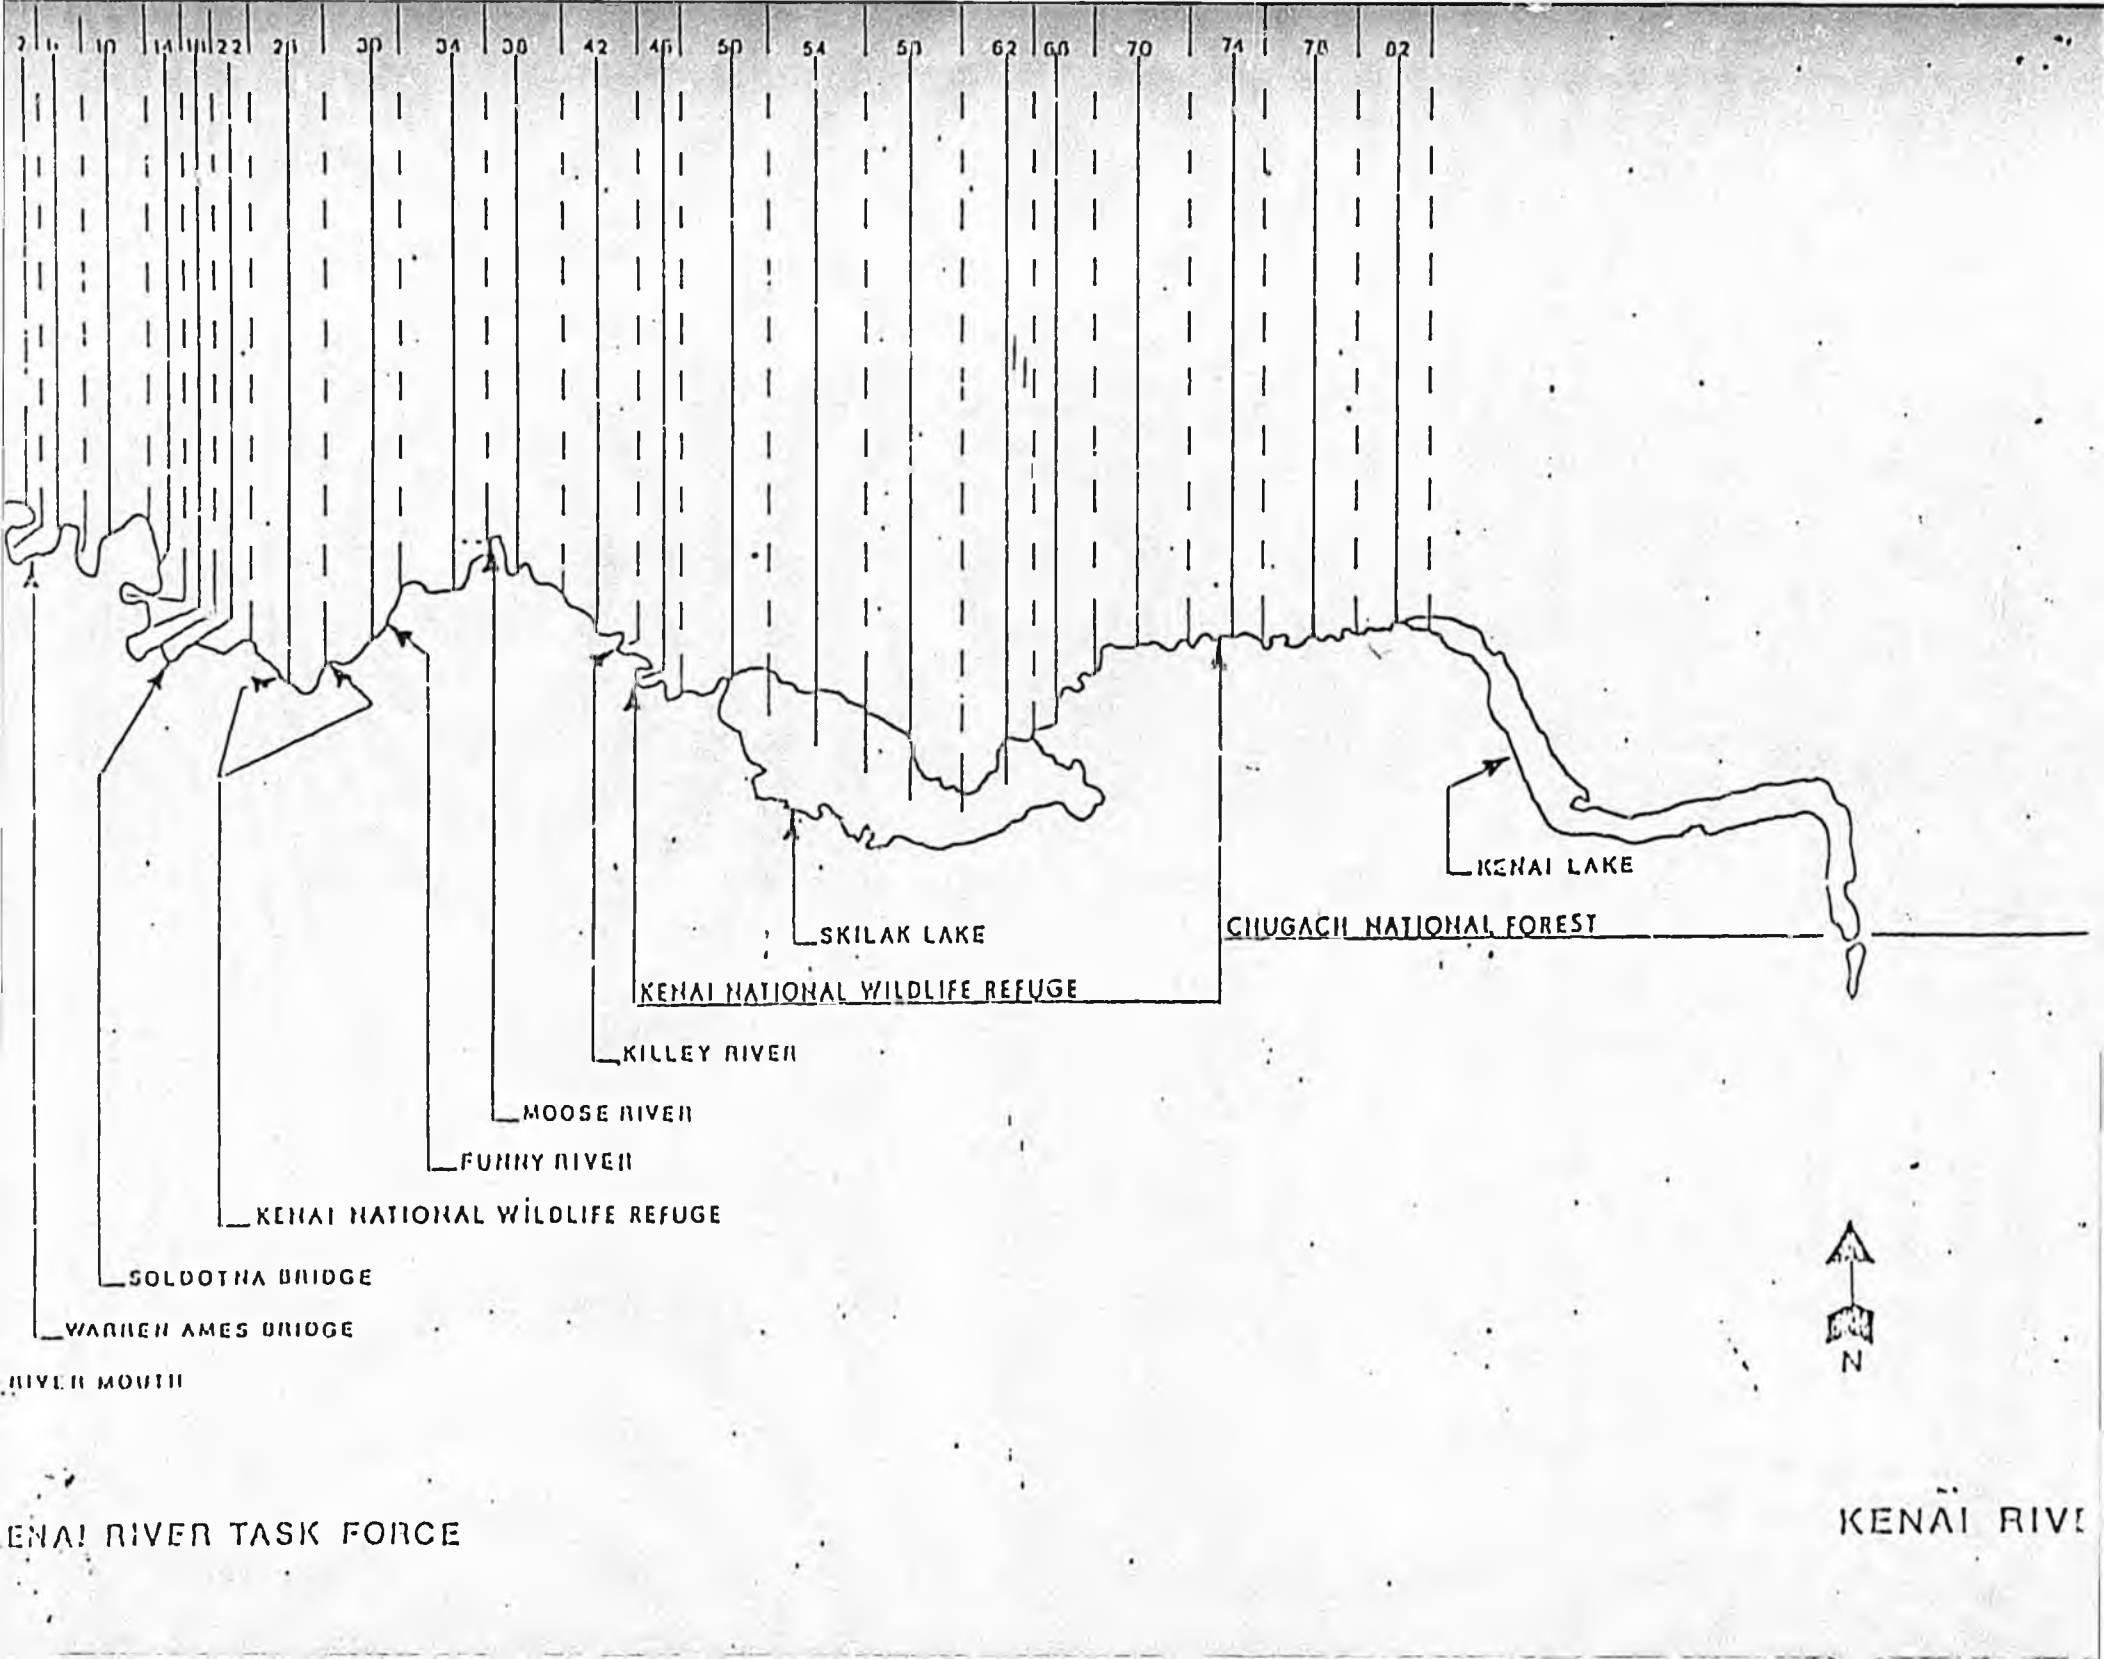 10 22 30 34 42 50 54 62 70 74 78 82
KENAI LAKE
SKILAK LAKE
CHUGACH NATIONAL FOREST
KENAI NATIONAL WILDLIFE REFUGE
KILLEY RIVER
MOOSE RIVER
FUNNY RIVER
KENAI NATIONAL WILDLIFE REFUGE
SOLDOTNA BRIDGE
WARREN AMES BRIDGE
RIVER MOUTH
N
ENAI RIVER TASK FORCE
KENAI RIVE